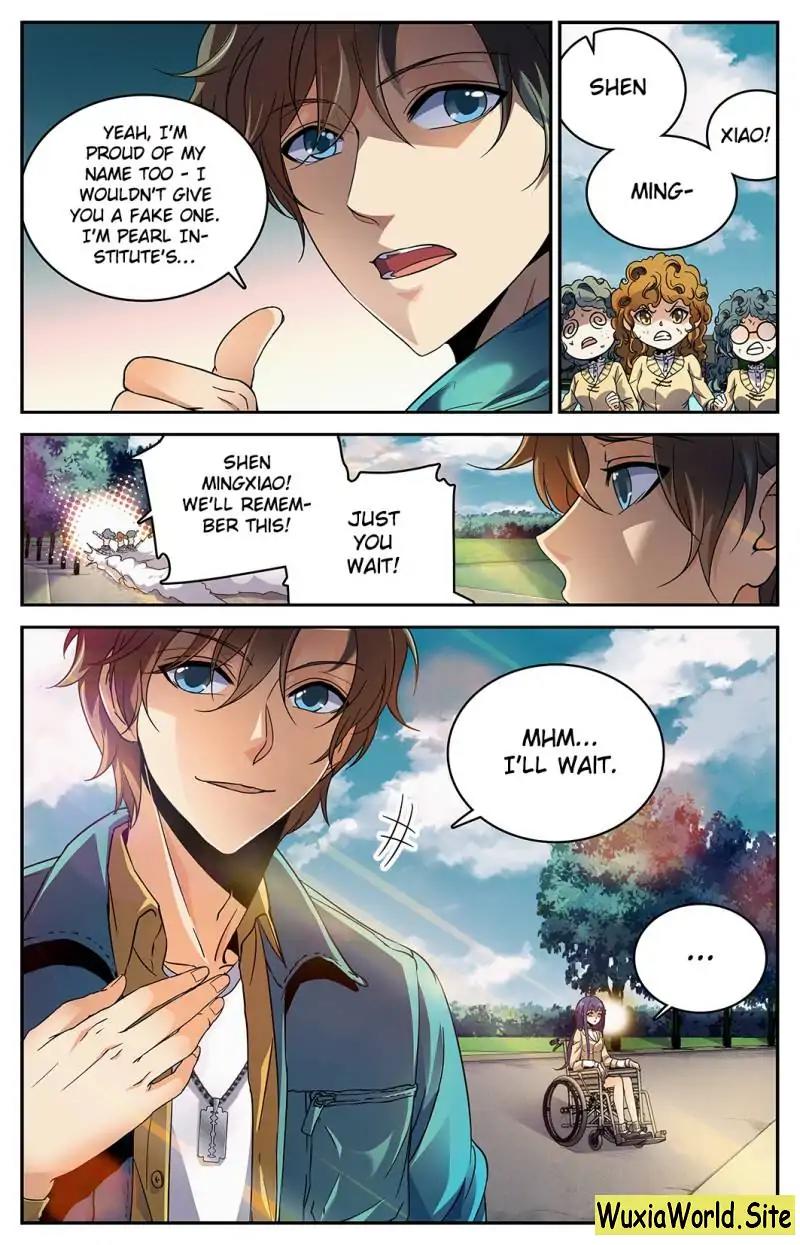 YEAH, I'M
PROUD OF MY
NAME TOO - I
WOULDN'T GIVE
YOU A FAKE ONE.
I'M PEARL IN-
STITUTE'S...
SHEN
MING-
XIAO!
SHEN
MINGXIAO!
WE'LL REMEM-
BER THIS!
JUST
YOU
WAIT!
MHM...
I'LL WAIT.
...
WuxiaWorld.Site